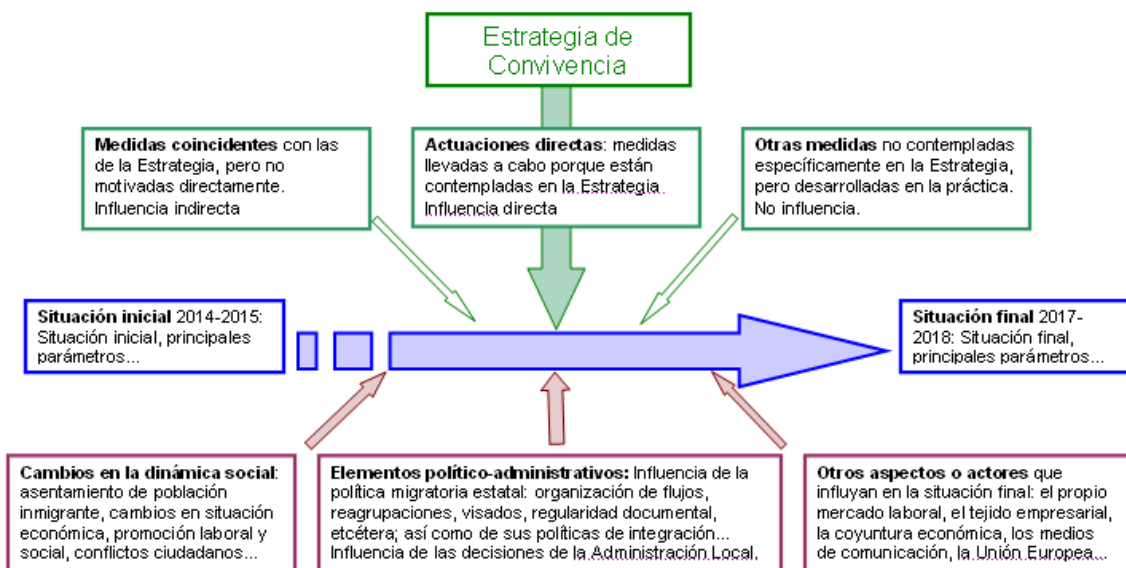 Estrategia de
Convivencia
Medidas coincidentes con las
de la Estrategia, pero no
motivadas directamente.
Influencia indirecta
Actuaciones directas: medidas
llevadas a cabo porque están
contempladas en la Estrategia.
Influencia directa
Otras medidas no contempladas
específicamente en la Estrategia,
pero desarrolladas en la práctica.
No influencia.
Situación inicial 2014-2015:
Situación inicial, principales
parámetros...
Situación final 2017-
2018: Situación final,
principales parámetros...
Cambios en la dinámica social:
asentamiento de población
inmigrante, cambios en situación
económica, promoción laboral y
social, conflictos ciudadanos...
Elementos político-administrativos: Influencia de la
política migratoria estatal: organización de flujos,
reagrupaciones, visados, regularidad documental,
etcétera; así como de sus políticas de integración...
Influencia de las decisiones de la Administración Local.
Otros aspectos o actores que
influyan en la situación final: el propio
mercado laboral, el tejido empresarial,
la coyuntura económica, los medios
de comunicación, la Unión Europea...